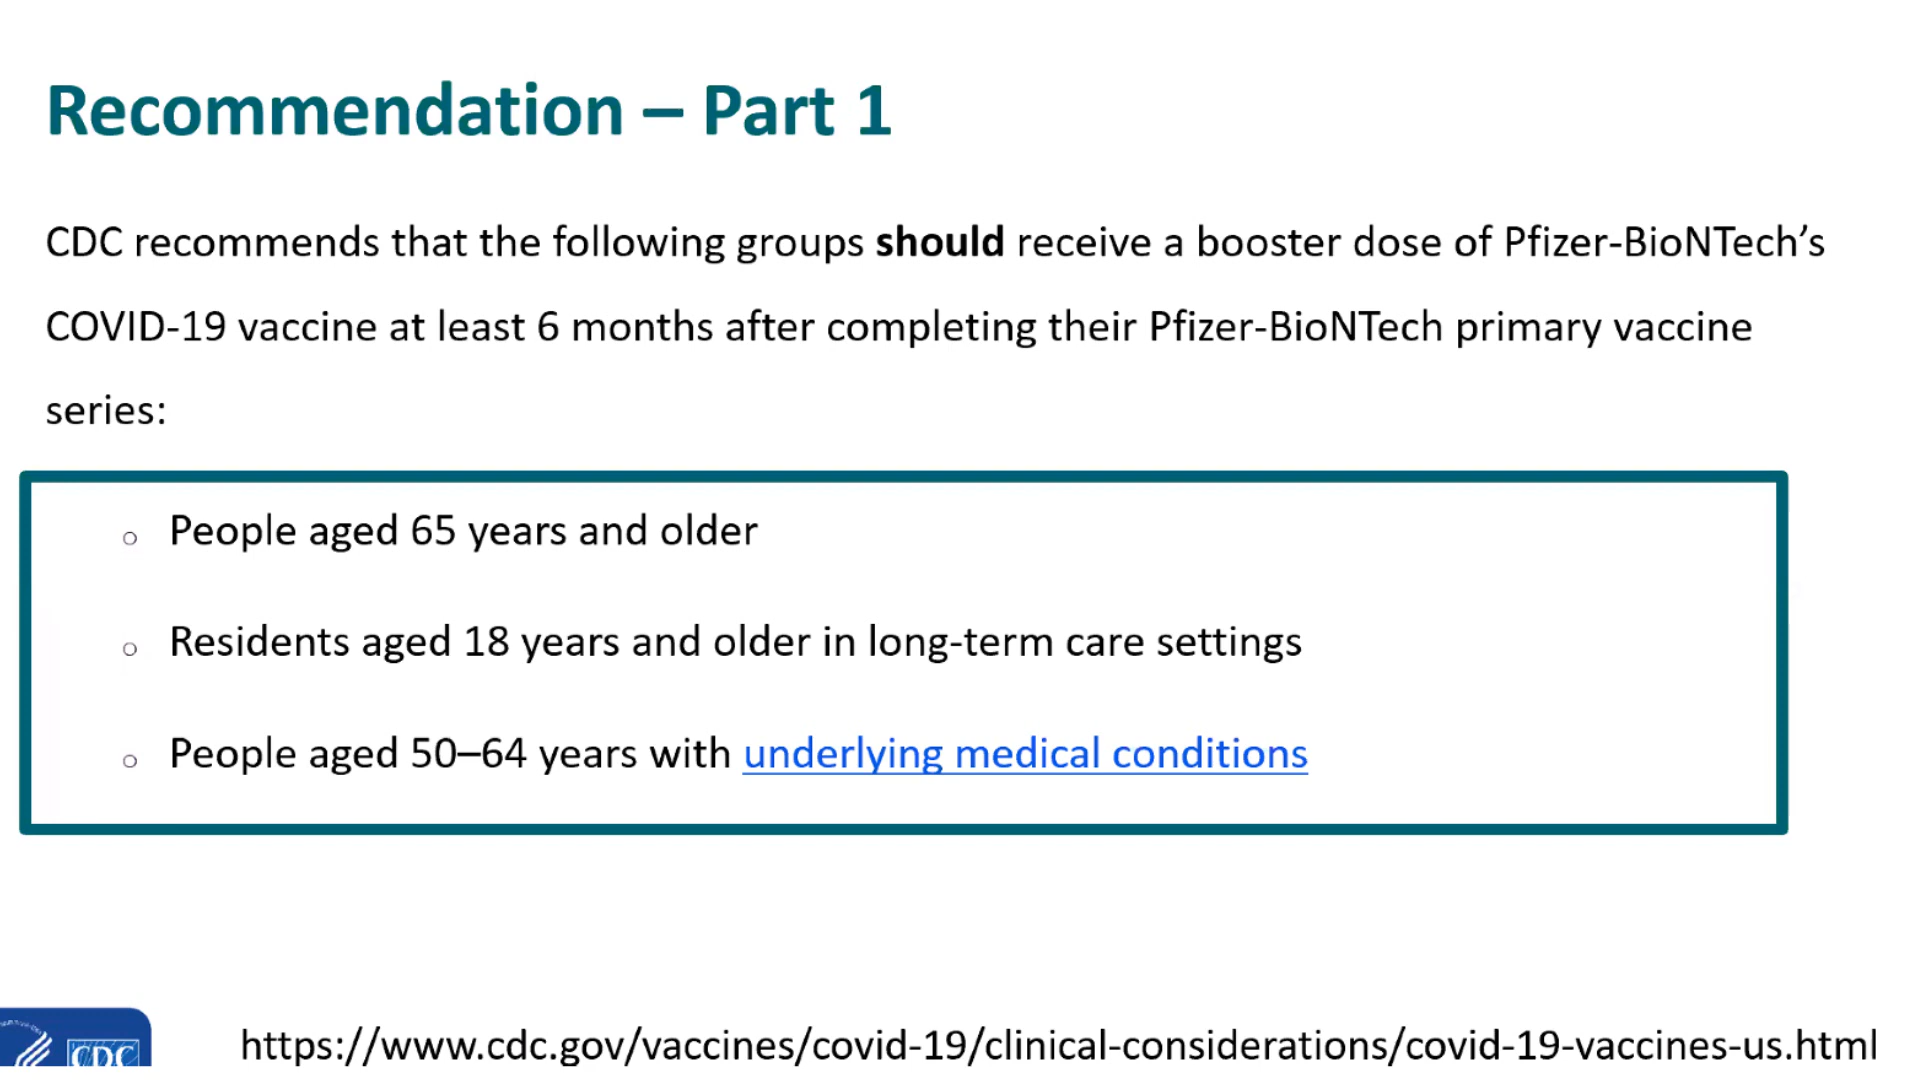 Recommendation – Part 1
CDC recommends that the following groups should receive a booster dose of Pfizer-BioNTech’s
COVID-19 vaccine at least 6 months after completing their Pfizer-BioNTech primary vaccine
series:
○ People aged 65 years and older
○ Residents aged 18 years and older in long-term care settings
○ People aged 50–64 years with underlying medical conditions
CDC
https://www.cdc.gov/vaccines/covid-19/clinical-considerations/covid-19-vaccines-us.html